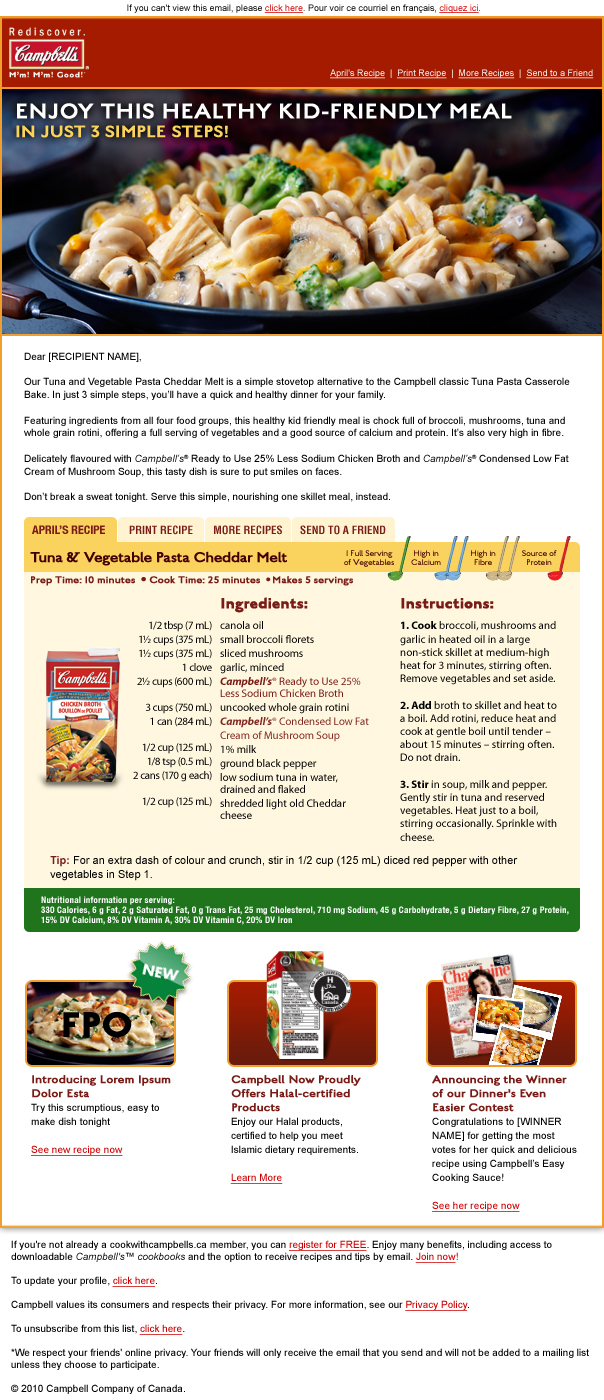 If you can't view this email, please click here. Pour voir ce courriel en français, cliquez ici.
Rediscover.
Campbell's®
M'm! M'm! Good!™
April's Recipe | Print Recipe | More Recipes | Send to a Friend
ENJOY THIS HEALTHY KID-FRIENDLY MEAL
IN JUST 3 SIMPLE STEPS!
Dear [RECIPIENT NAME],
Our Tuna and Vegetable Pasta Cheddar Melt is a simple stovetop alternative to the Campbell classic Tuna Pasta Casserole
Bake. In just 3 simple steps, you'll have a quick and healthy dinner for your family.
Featuring ingredients from all four food groups, this healthy kid friendly meal is chock full of broccoli, mushrooms, tuna and
whole grain rotini, offering a full serving of vegetables and a good source of calcium and protein. It's also very high in fibre.
Delicately flavoured with Campbell's® Ready to Use 25% Less Sodium Chicken Broth and Campbell's® Condensed Low Fat
Cream of Mushroom Soup, this tasty dish is sure to put smiles on faces.
Don't break a sweat tonight. Serve this simple, nourishing one skillet meal, instead.
APRIL'S RECIPE PRINT RECIPE MORE RECIPES SEND TO A FRIEND
Tuna & Vegetable Pasta Cheddar Melt
1 Full Serving
of Vegetables
High in
Calcium
High in
Fibre
Source of
Protein
Prep Time: 10 minutes • Cook Time: 25 minutes • Makes 5 servings
Campbell's
CHICKEN BROTH
BOUILLON DE POULET
Ingredients:
1/2 tbsp (7 mL) canola oil
1½ cups (375 mL) small broccoli florets
1½ cups (375 mL) sliced mushrooms
1 clove garlic, minced
2½ cups (600 mL) Campbell's® Ready to Use 25%
Less Sodium Chicken Broth
3 cups (750 mL) uncooked whole grain rotini
1 can (284 mL) Campbell's® Condensed Low Fat
Cream of Mushroom Soup
1/2 cup (125 mL) 1% milk
1/8 tsp (0.5 mL) ground black pepper
2 cans (170 g each) low sodium tuna in water,
drained and flaked
1/2 cup (125 mL) shredded light old Cheddar
cheese
Instructions:
1. Cook broccoli, mushrooms and
garlic in heated oil in a large
non-stick skillet at medium-high
heat for 3 minutes, stirring often.
Remove vegetables and set aside.
2. Add broth to skillet and heat to
a boil. Add rotini, reduce heat and
cook at gentle boil until tender –
about 15 minutes – stirring often.
Do not drain.
3. Stir in soup, milk and pepper.
Gently stir in tuna and reserved
vegetables. Heat just to a boil,
stirring occasionally. Sprinkle with
cheese.
Tip: For an extra dash of colour and crunch, stir in 1/2 cup (125 mL) diced red pepper with other
vegetables in Step 1.
Nutritional information per serving:
330 Calories, 6 g Fat, 2 g Saturated Fat, 0 g Trans Fat, 25 mg Cholesterol, 710 mg Sodium, 45 g Carbohydrate, 5 g Dietary Fibre, 27 g Protein,
15% DV Calcium, 8% DV Vitamin A, 30% DV Vitamin C, 20% DV Iron
NEW
FPO
Introducing Lorem Ipsum
Dolor Esta
Try this scrumptious, easy to
make dish tonight
See new recipe now
H
ISNA
Campbell Now Proudly
Offers Halal-certified
Products
Enjoy our Halal products,
certified to help you meet
Islamic dietary requirements.
Learn More
Chatelaine
Announcing the Winner
of our Dinner's Even
Easier Contest
Congratulations to [WINNER
NAME] for getting the most
votes for her quick and delicious
recipe using Campbell's Easy
Cooking Sauce!
See her recipe now
If you're not already a cookwithcampbells.ca member, you can register for FREE. Enjoy many benefits, including access to
downloadable Campbell's™ cookbooks and the option to receive recipes and tips by email. Join now!
To update your profile, click here.
Campbell values its consumers and respects their privacy. For more information, see our Privacy Policy.
To unsubscribe from this list, click here.
*We respect your friends' online privacy. Your friends will only receive the email that you send and will not be added to a mailing list
unless they choose to participate.
© 2010 Campbell Company of Canada.